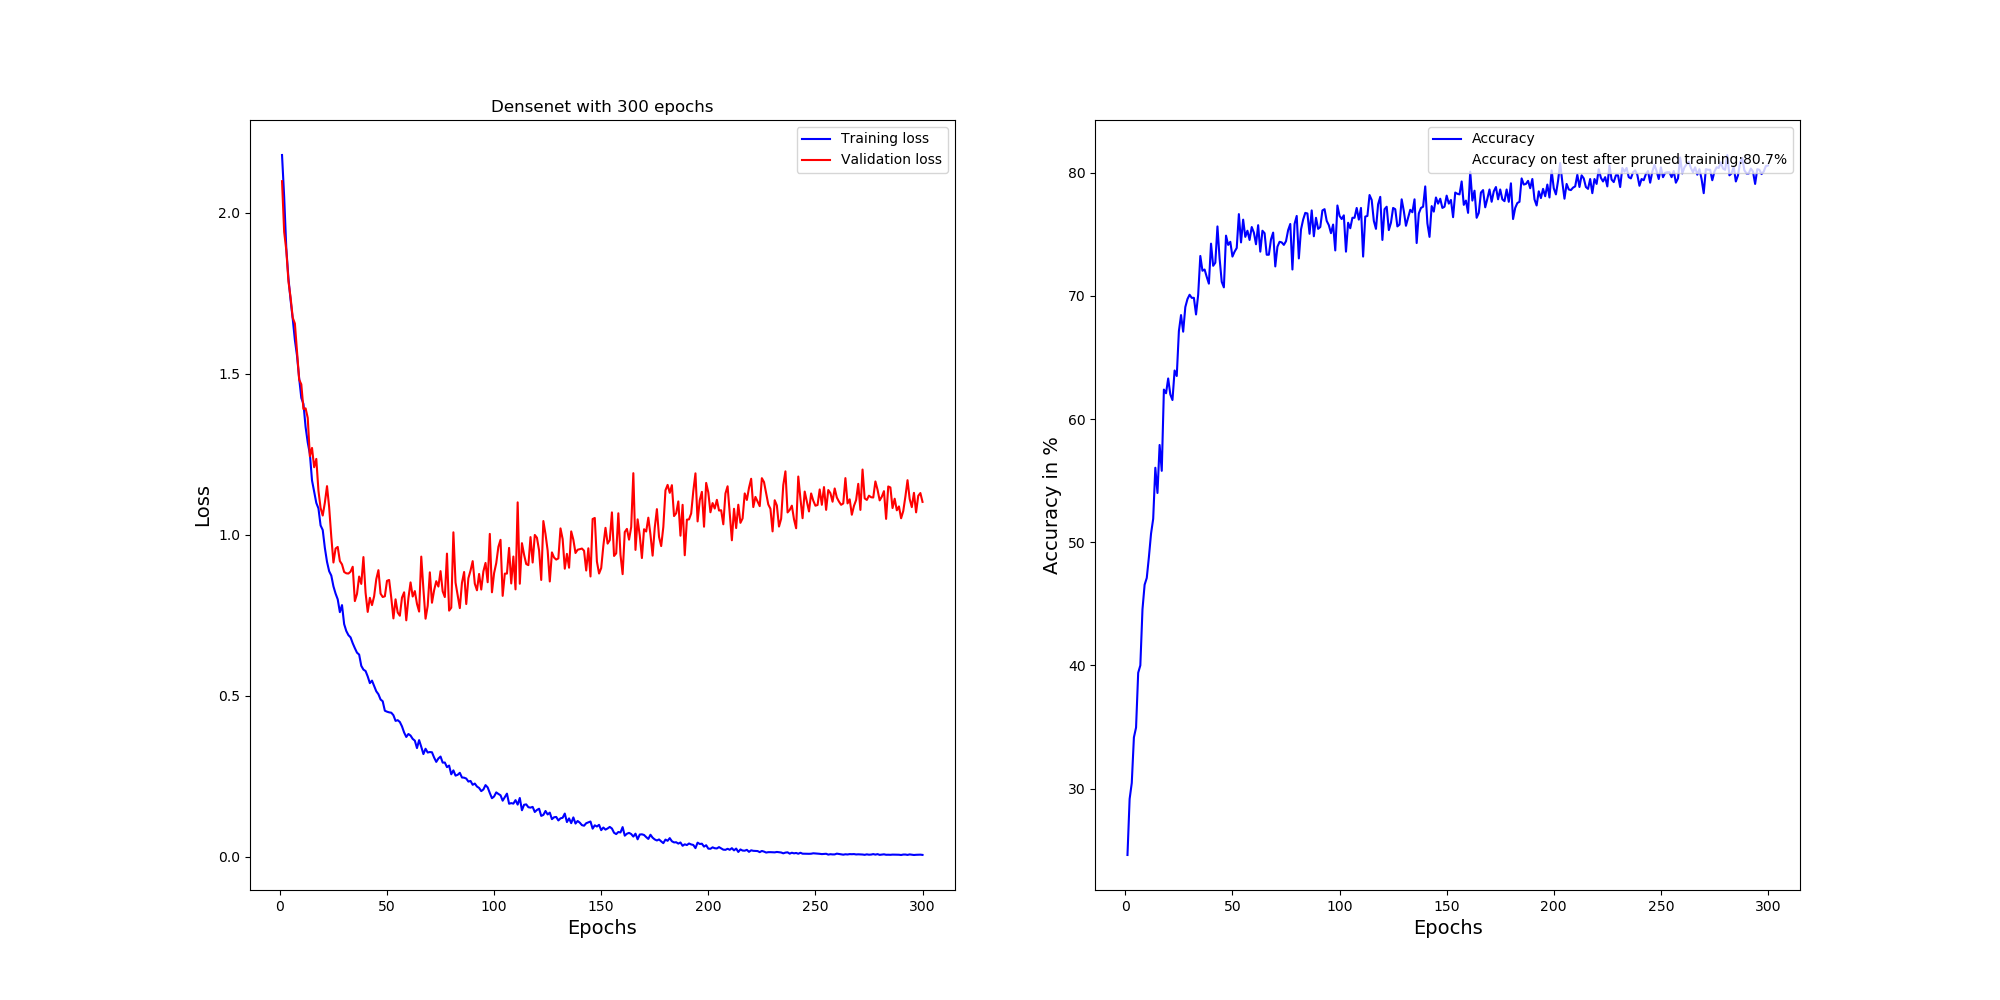 Densenet with 300 epochs
Training loss
Validation loss
2.0
1.5
1.0
0.5
0.0
Loss
0 50 100 150 200 250 300
Epochs
Accuracy
Accuracy on test after pruned training:80.7%
80
70
60
50
40
30
Accuracy in %
0 50 100 150 200 250 300
Epochs